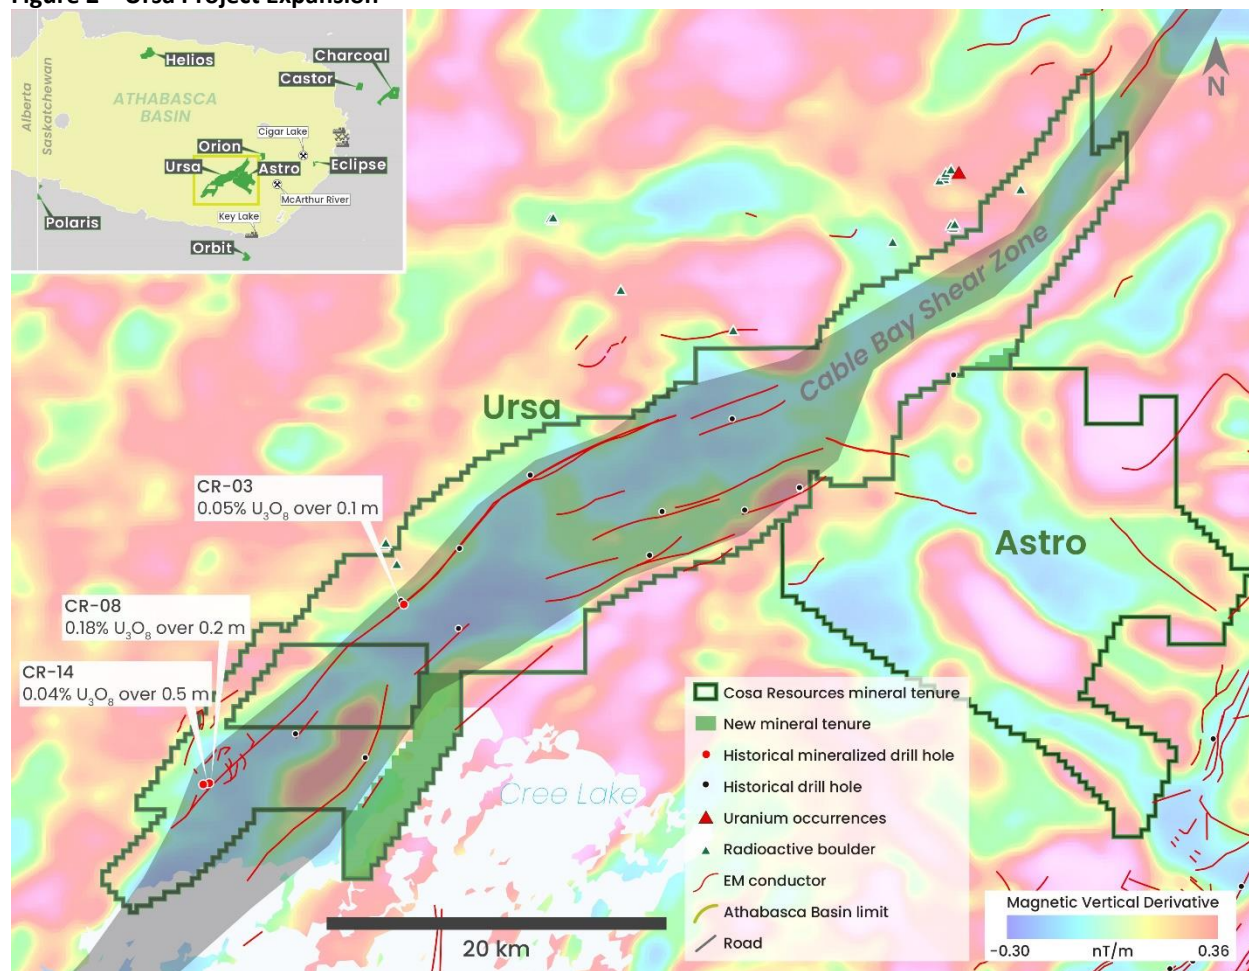 Figure 2 – Ursa Project Expansion
Helios
Charcoal
Castor
Alberta
Saskatchewan
ATHABASCA
BASIN
Cigar Lake
Orion
Ursa
Astro
Eclipse
McArthur River
Polaris
Key Lake
Orbit
N
Cable Bay Shear Zone
Ursa
CR-03
0.05% U₃O₈ over 0.1 m
Astro
CR-08
0.18% U₃O₈ over 0.2 m
CR-14
0.04% U₃O₈ over 0.5 m
Cree Lake
Cosa Resources mineral tenure
New mineral tenure
Historical mineralized drill hole
Historical drill hole
Uranium occurrences
Radioactive boulder
EM conductor
Athabasca Basin limit
Road
20 km
Magnetic Vertical Derivative
-0.30 nT/m 0.36